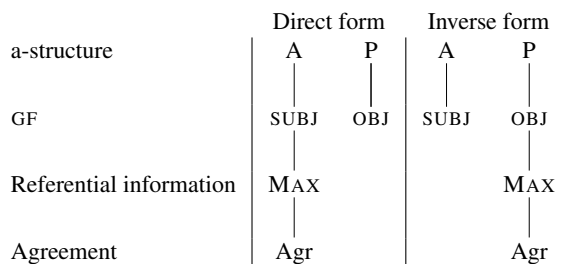 Direct form Inverse form
a-structure A P A P
GF SUBJ OBJ SUBJ OBJ
Referential information MAX MAX
Agreement Agr Agr